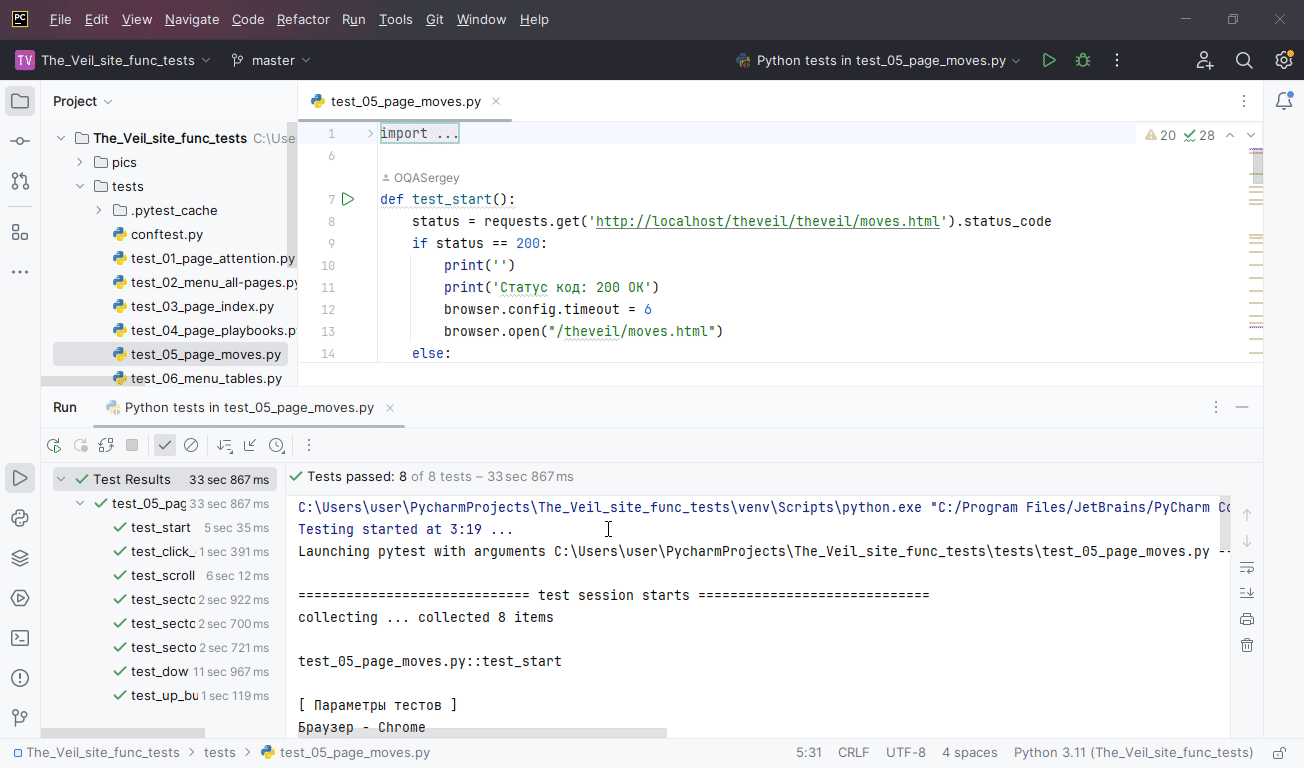 PC File Edit View Navigate Code Refactor Run Tools Git Window Help
TV The_Veil_site_func_tests master Python tests in test_05_page_moves.py
Project
test_05_page_moves.py
The_Veil_site_func_tests C:\Use
pics
tests
.pytest_cache
conftest.py
test_01_page_attention.py
test_02_menu_all-pages.py
test_03_page_index.py
test_04_page_playbooks.p
test_05_page_moves.py
test_06_menu_tables.py
1 import ...
20 28
6
OQASergey
7 def test_start():
8 status = requests.get('http://localhost/theveil/theveil/moves.html').status_code
9 if status == 200:
10 print('')
11 print('Статус код: 200 OK')
12 browser.config.timeout = 6
13 browser.open("/theveil/moves.html")
14 else:
Run Python tests in test_05_page_moves.py
Test Results 33 sec 867 ms
test_05_pag 33 sec 867 ms
test_start 5 sec 35 ms
test_click_ 1 sec 391 ms
test_scroll 6 sec 12 ms
test_secto 2 sec 922 ms
test_secto 2 sec 700 ms
test_secto 2 sec 721 ms
test_dow 11 sec 967 ms
test_up_bu 1 sec 119 ms
Tests passed: 8 of 8 tests – 33 sec 867 ms
C:\Users\user\PycharmProjects\The_Veil_site_func_tests\venv\Scripts\python.exe "C:/Program Files/JetBrains/PyCharm Co
Testing started at 3:19 ...
Launching pytest with arguments C:\Users\user\PycharmProjects\The_Veil_site_func_tests\tests\test_05_page_moves.py --
============================= test session starts =============================
collecting ... collected 8 items
test_05_page_moves.py::test_start
[ Параметры тестов ]
Браузер - Chrome
The_Veil_site_func_tests > tests > test_05_page_moves.py
5:31 CRLF UTF-8 4 spaces Python 3.11 (The_Veil_site_func_tests)